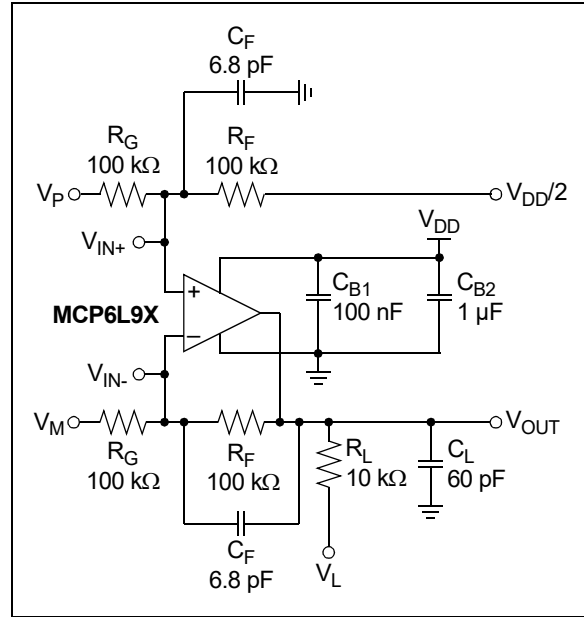 C_F
6.8 pF
R_G
100 kΩ
R_F
100 kΩ
V_P
V_DD/2
V_IN+
V_DD
MCP6L9X
+
−
C_B1
100 nF
C_B2
1 µF
V_IN-
V_M
V_OUT
R_G
100 kΩ
R_F
100 kΩ
R_L
10 kΩ
C_L
60 pF
C_F
6.8 pF
V_L